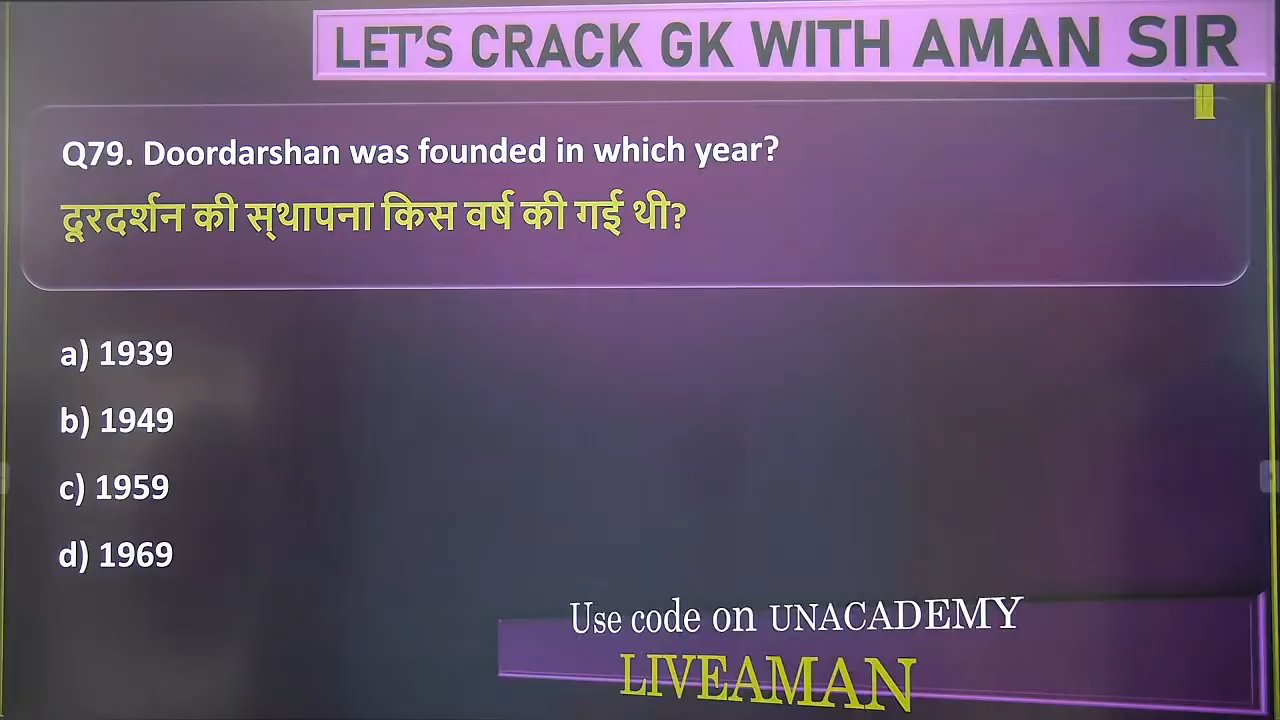 LET'S CRACK GK WITH AMAN SIR
Q79. Doordarshan was founded in which year?
दूरदर्शन की स्थापना किस वर्ष की गई थी?
a) 1939
b) 1949
c) 1959
d) 1969
Use code on UNACADEMY
LIVEAMAN